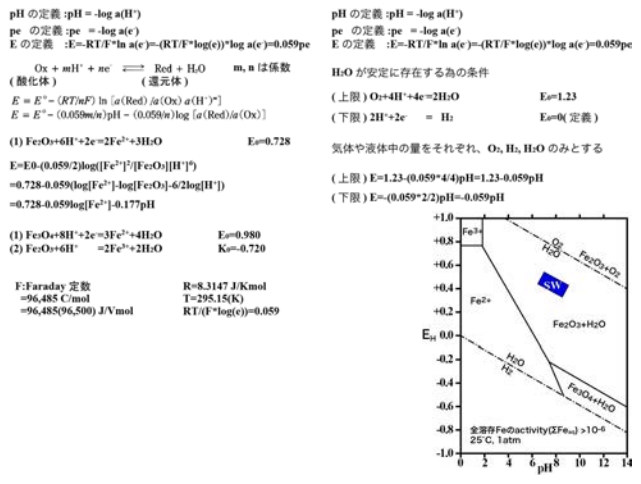 pH の定義 :pH = -log a(H⁺)
pe の定義 :pe = -log a(e⁻)
E の定義 :E=-RT/F*ln a(e⁻)=-(RT/F*log(e))*log a(e⁻)=0.059pe
Ox + mH⁺ + ne⁻ ⇌ Red + H₂O m, n は係数
( 酸化体 ) ( 還元体 )
E = E° − (RT/nF) ln [a(Red) /a(Ox) a(H⁺)ᵐ]
E = E° − (0.059m/n)pH − (0.059/n)log [a(Red)/a(Ox)]
(1) Fe₂O₃+6H⁺+2e⁻=2Fe²⁺+3H₂O E₀=0.728
E=E0-(0.059/2)log([Fe²⁺]²/[Fe₂O₃][H⁺]⁶)
=0.728-0.059(log[Fe²⁺]-log[Fe₂O₃]-6/2log[H⁺])
=0.728-0.059log[Fe²⁺]-0.177pH
(1) Fe₃O₄+8H⁺+2e⁻=3Fe²⁺+4H₂O E₀=0.980
(2) Fe₂O₃+6H⁺ =2Fe³⁺+2H₂O K₀=-0.720
F:Faraday 定数 R=8.3147 J/Kmol
=96,485 C/mol T=295.15(K)
=96,485(96,500) J/Vmol RT/(F*log(e))=0.059
pH の定義 :pH = -log a(H⁺)
pe の定義 :pe = -log a(e⁻)
E の定義 :E=-RT/F*ln a(e⁻)=-(RT/F*log(e))*log a(e⁻)=0.059pe
H₂O が安定に存在する為の条件
( 上限 ) O₂+4H⁺+4e⁻=2H₂O E₀=1.23
( 下限 ) 2H⁺+2e⁻ = H₂ E₀=0( 定義 )
気体や液体中の量をそれぞれ、O₂, H₂, H₂O のみとする
( 上限 ) E=1.23-(0.059*4/4)pH=1.23-0.059pH
( 下限 ) E=-(0.059*2/2)pH=-0.059pH
+1.0
+0.8
+0.6
+0.4
+0.2
E_H 0.0
-0.2
-0.4
-0.6
-0.8
-1.0
Fe³⁺
O₂
H₂O
Fe₂O₃+O₂
SW
Fe²⁺
Fe₂O₃+H₂O
H₂O
H₂
Fe₃O₄+H₂O
全溶存Feのactivity(ΣFeₐq) >10⁻⁶
25℃, 1atm
0 2 4 6 8 10 12 14
pH